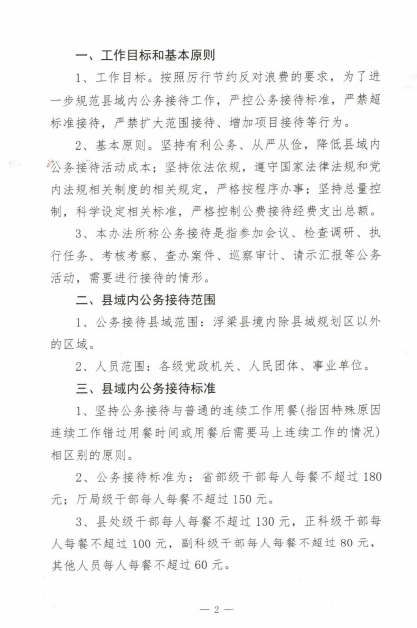 一、工作目标和基本原则
1、工作目标。按照厉行节约反对浪费的要求，为了进
一步规范县域内公务接待工作，严控公务接待标准，严禁超
标准接待，严禁扩大范围接待、增加项目接待等行为。
2、基本原则。坚持有利公务、从严从俭，降低县域内
公务接待活动成本；坚持依法依规，遵守国家法律法规和党
内法规相关制度的相关规定，严格按程序办事；坚持总量控
制，科学设定相关标准，严格控制公费接待经费支出总额。
3、本办法所称公务接待是指参加会议、检查调研、执
行任务、考核考察、查办案件、巡察审计、请示汇报等公务
活动，需要进行接待的情形。
二、县域内公务接待范围
1、公务接待县域范围：浮梁县境内除县城规划区以外
的区域。
2、人员范围：各级党政机关、人民团体、事业单位。
三、县域内公务接待标准
1、坚持公务接待与普通的连续工作用餐(指因特殊原因
连续工作错过用餐时间或用餐后需要马上连续工作的情况)
相区别的原则。
2、公务接待标准为：省部级干部每人每餐不超过 180
元；厅局级干部每人每餐不超过 150 元。
3、县处级干部每人每餐不超过 130 元，正科级干部每
人每餐不超过 100 元，副科级干部每人每餐不超过 80 元，
其他人员每人每餐不超过 60 元。
— 2 —